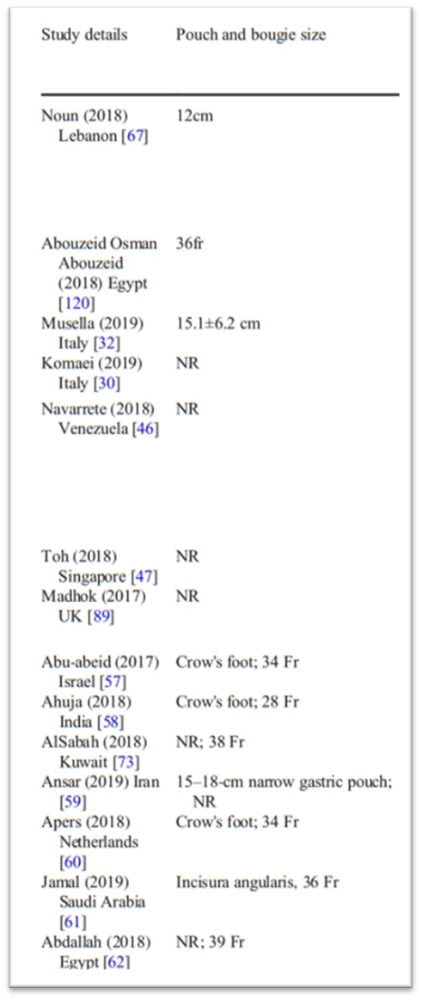 Study details Pouch and bougie size
Noun (2018) 12cm
Lebanon [67]
Abouzeid Osman 36fr
Abouzeid
(2018) Egypt
[120]
Musella (2019) 15.1±6.2 cm
Italy [32]
Komaei (2019) NR
Italy [30]
Navarrete (2018) NR
Venezuela [46]
Toh (2018) NR
Singapore [47]
Madhok (2017) NR
UK [89]
Abu-abeid (2017) Crow's foot; 34 Fr
Israel [57]
Ahuja (2018) Crow's foot; 28 Fr
India [58]
AlSabah (2018) NR; 38 Fr
Kuwait [73]
Ansar (2019) Iran 15–18-cm narrow gastric pouch;
[59] NR
Apers (2018) Crow's foot; 34 Fr
Netherlands
[60]
Jamal (2019) Incisura angularis, 36 Fr
Saudi Arabia
[61]
Abdallah (2018) NR; 39 Fr
Egypt [62]